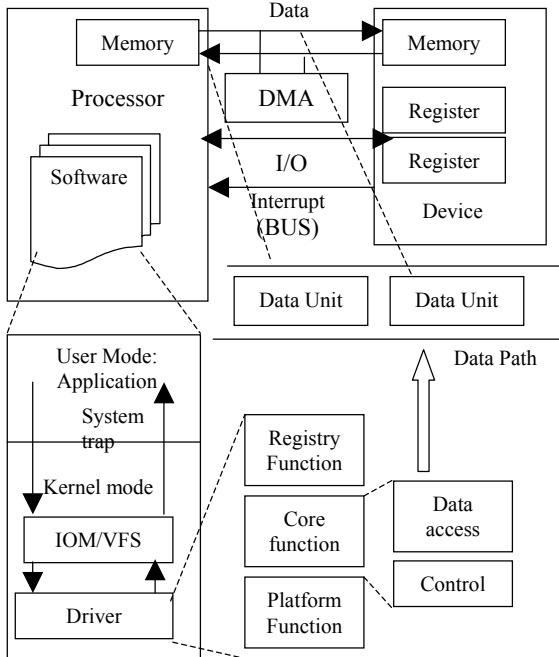 Data
Memory
Memory
Processor
DMA
Register
Software
I/O
Register
Interrupt
(BUS)
Device
Data Unit
Data Unit
User Mode:
Application
Data Path
System
trap
Kernel mode
IOM/VFS
Driver
Registry
Function
Core
function
Platform
Function
Data
access
Control